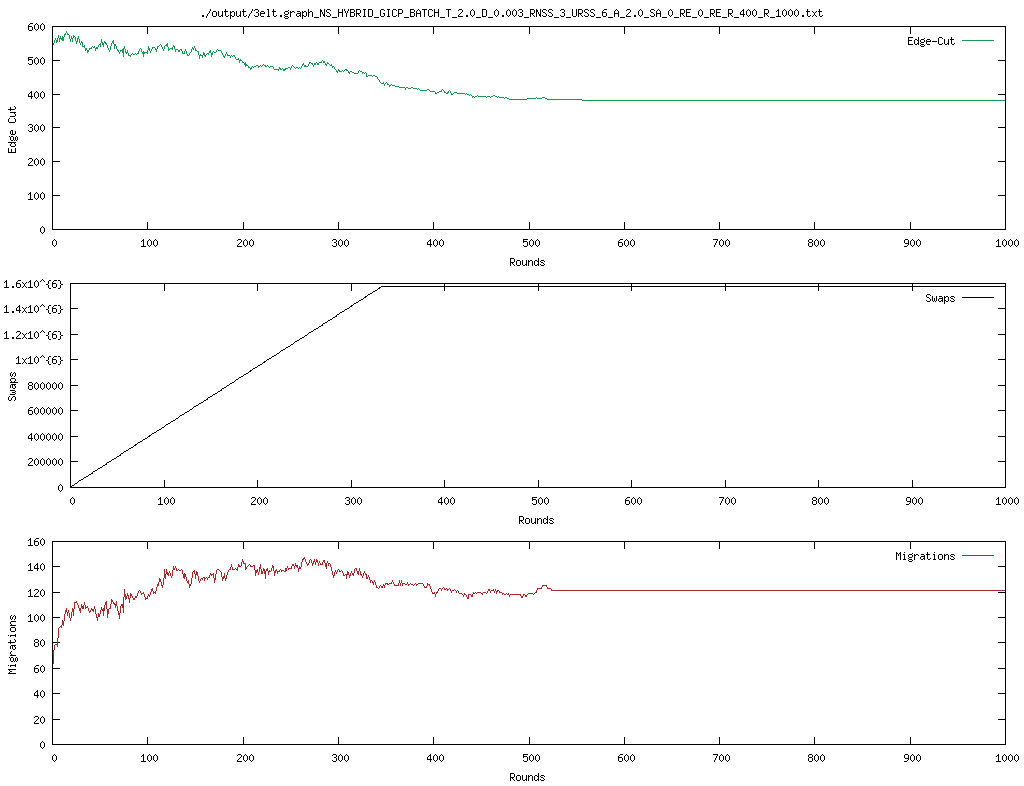 ./output/3elt.graph_NS_HYBRID_GICP_BATCH_T_2.0_D_0.003_RNSS_3_URSS_6_A_2.0_SA_0_RE_0_RE_R_400_R_1000.txt
600
500
400
300
200
100
0
Edge Cut
Edge-Cut
0 100 200 300 400 500 600 700 800 900 1000
Rounds
1.6x10^{6}
1.4x10^{6}
1.2x10^{6}
1x10^{6}
800000
600000
400000
200000
0
Swaps
Swaps
0 100 200 300 400 500 600 700 800 900 1000
Rounds
160
140
120
100
80
60
40
20
0
Migrations
Migrations
0 100 200 300 400 500 600 700 800 900 1000
Rounds